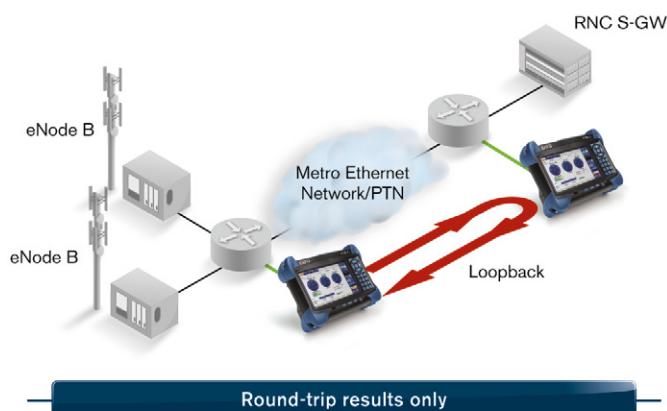 RNC S-GW
eNode B
Metro Ethernet
Network/PTN
eNode B
Loopback
Round-trip results only